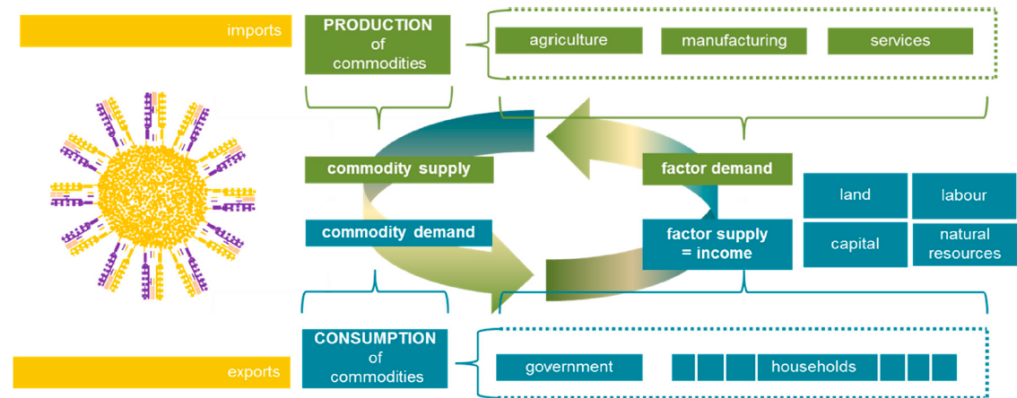 imports
PRODUCTION
of
commodities
agriculture
manufacturing
services
commodity supply
factor demand
land
labour
commodity demand
factor supply
= income
capital
natural
resources
CONSUMPTION
of
commodities
government
households
exports